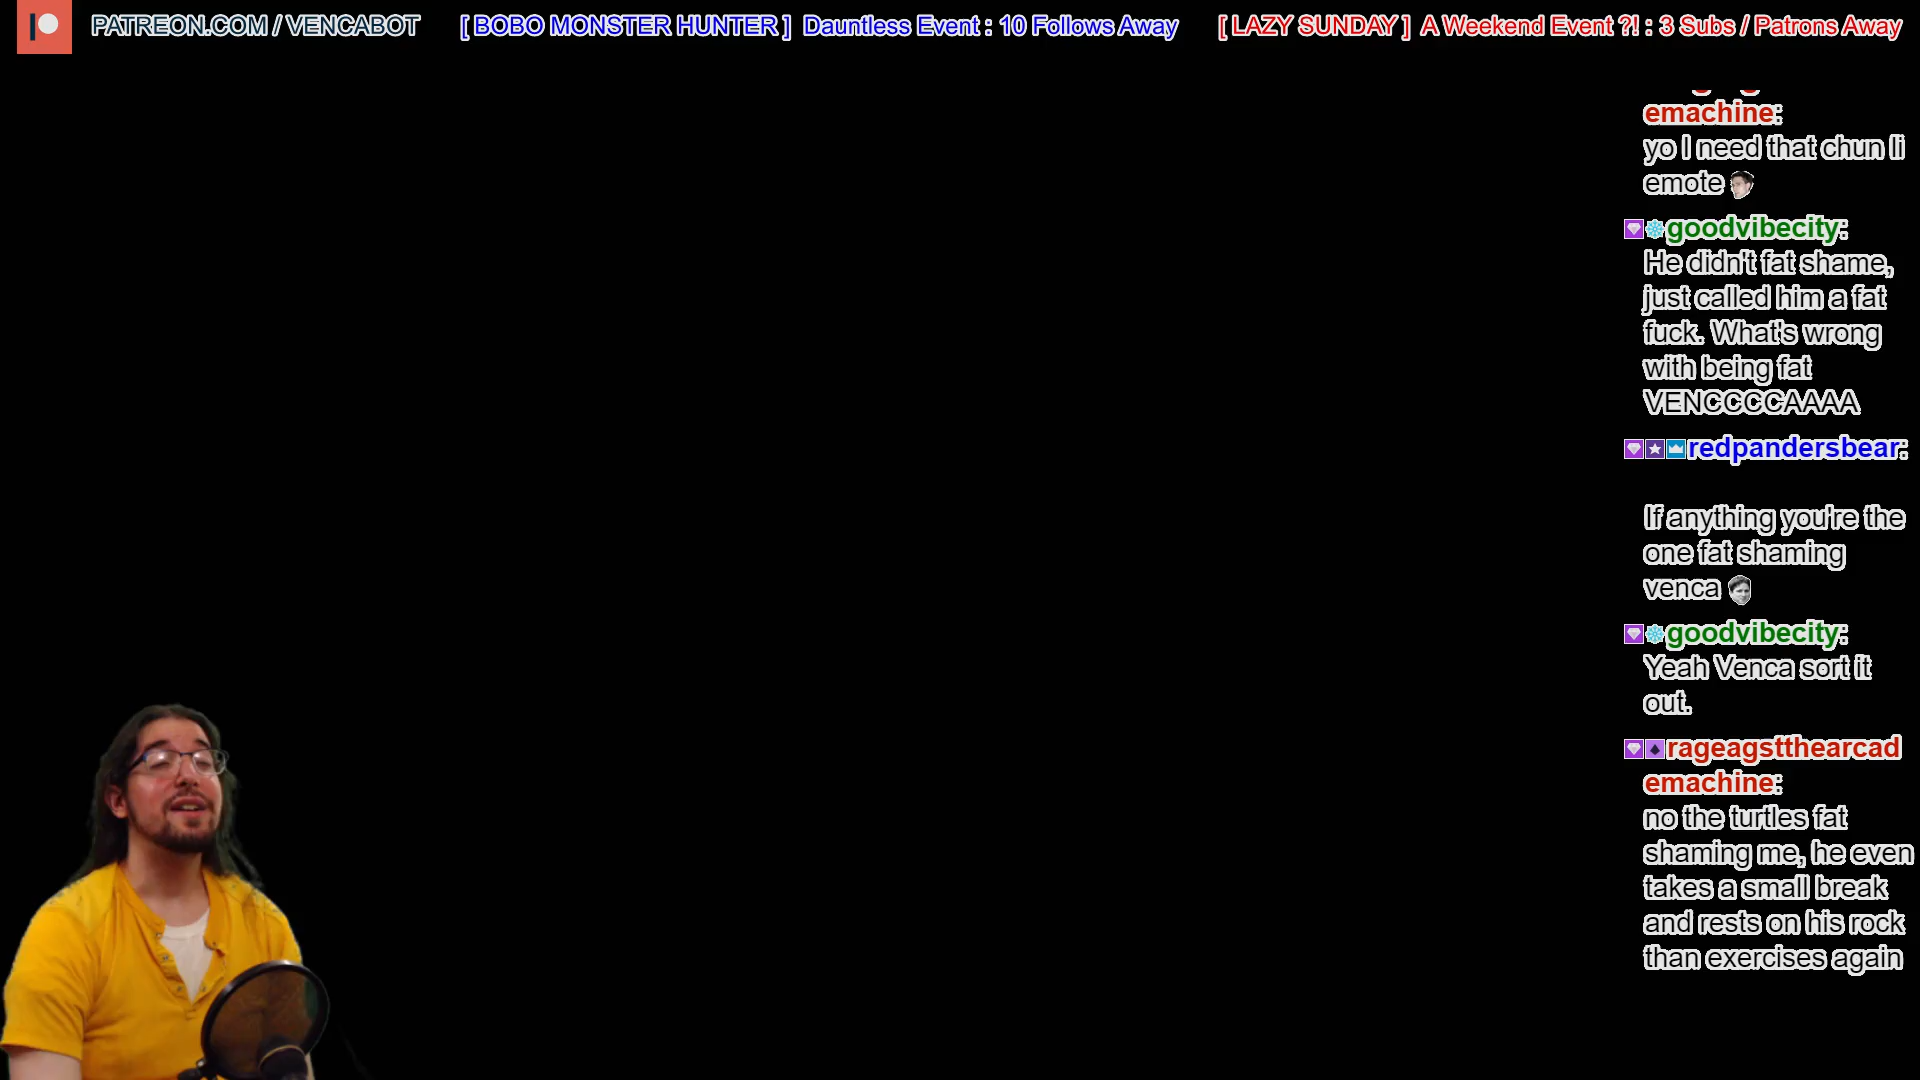 PATREON.COM / VENCABOT [ BOBO MONSTER HUNTER ] Dauntless Event : 10 Follows Away [ LAZY SUNDAY ] A Weekend Event ?! : 3 Subs / Patrons Away
emachine:
yo I need that chun li
emote
goodvibecity:
He didn't fat shame,
just called him a fat
fuck. What's wrong
with being fat
VENCCCCAAAA
redpandersbear:
If anything you're the
one fat shaming
venca
goodvibecity:
Yeah Venca sort it
out.
rageagstthearcad
emachine:
no the turtles fat
shaming me, he even
takes a small break
and rests on his rock
than exercises again